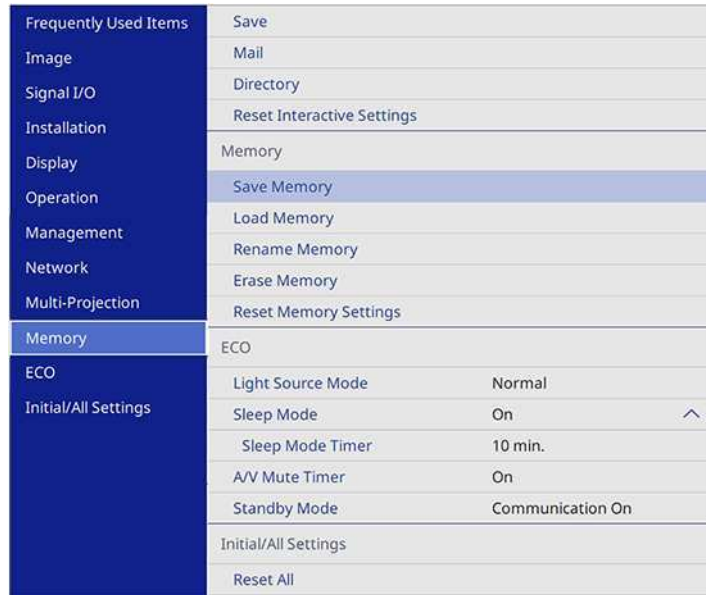 Frequently Used Items
Image
Signal I/O
Installation
Display
Operation
Management
Network
Multi-Projection
Memory
ECO
Initial/All Settings
Save
Mail
Directory
Reset Interactive Settings
Memory
Save Memory
Load Memory
Rename Memory
Erase Memory
Reset Memory Settings
ECO
Light Source Mode Normal
Sleep Mode On
Sleep Mode Timer 10 min.
A/V Mute Timer On
Standby Mode Communication On
Initial/All Settings
Reset All